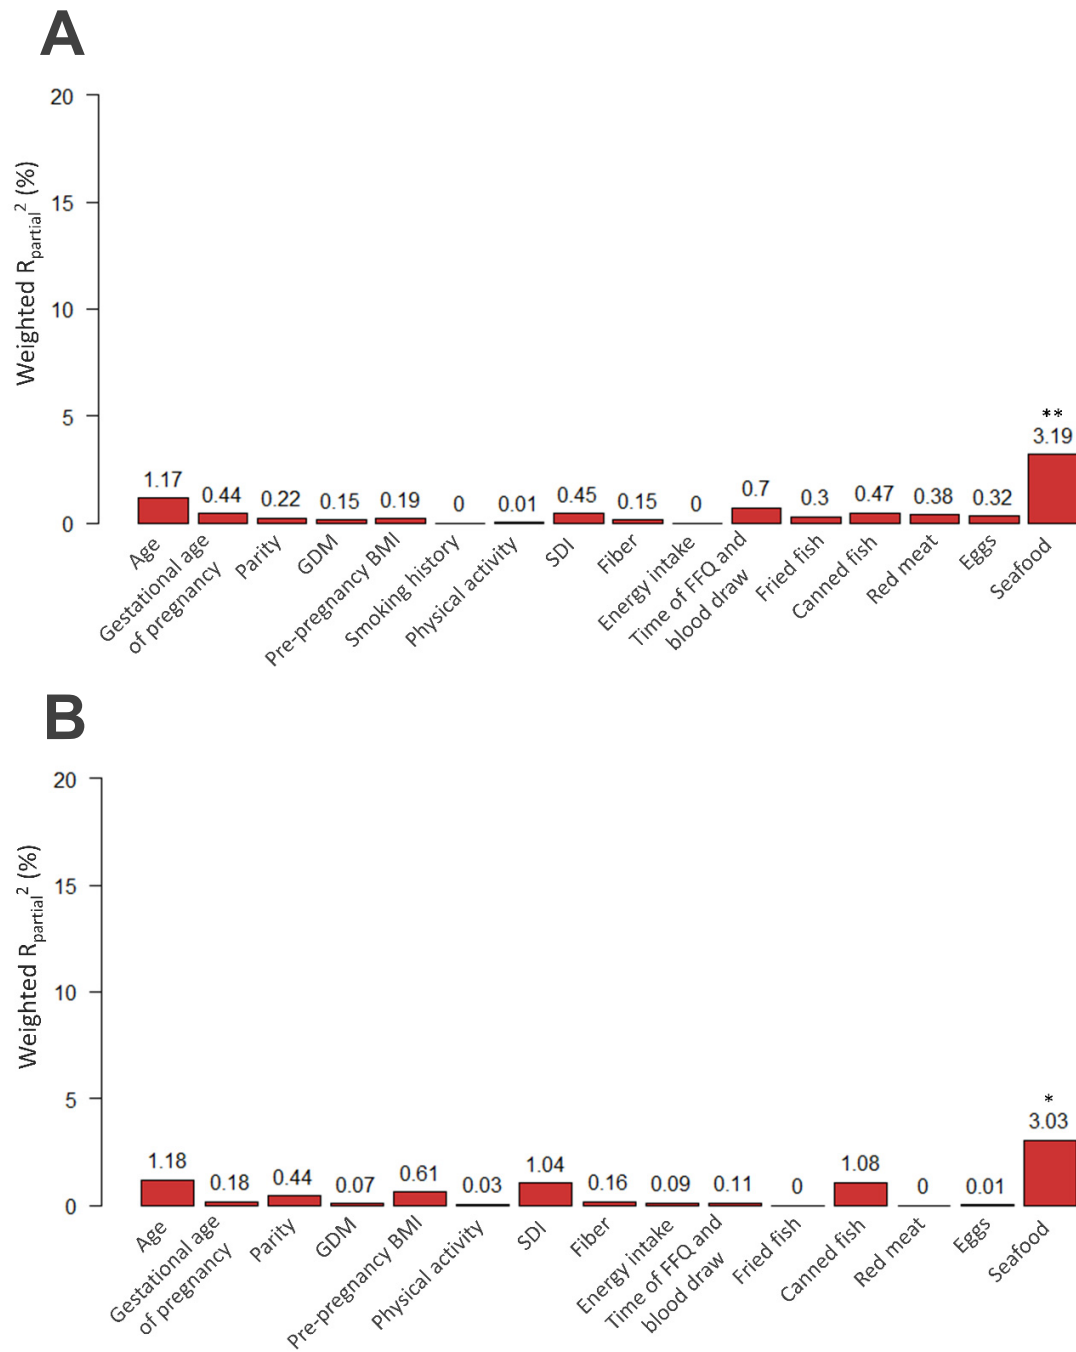 A
20
15
10
5
0
Weighted Rpartial2 (%)
1.17
0.44
0.22
0.15
0.19
0
0.01
0.45
0.15
0
0.7
0.3
0.47
0.38
0.32
**
3.19
Age
Gestational age
of pregnancy
Parity
GDM
Pre-pregnancy BMI
Smoking history
Physical activity
SDI
Fiber
Energy intake
Time of FFQ and
blood draw
Fried fish
Canned fish
Red meat
Eggs
Seafood
B
20
15
10
5
0
Weighted Rpartial2 (%)
1.18
0.18
0.44
0.07
0.61
0.03
1.04
0.16
0.09
0.11
0
1.08
0
0.01
*
3.03
Age
Gestational age
of pregnancy
Parity
GDM
Pre-pregnancy BMI
Physical activity
SDI
Fiber
Energy intake
Time of FFQ and
blood draw
Fried fish
Canned fish
Red meat
Eggs
Seafood